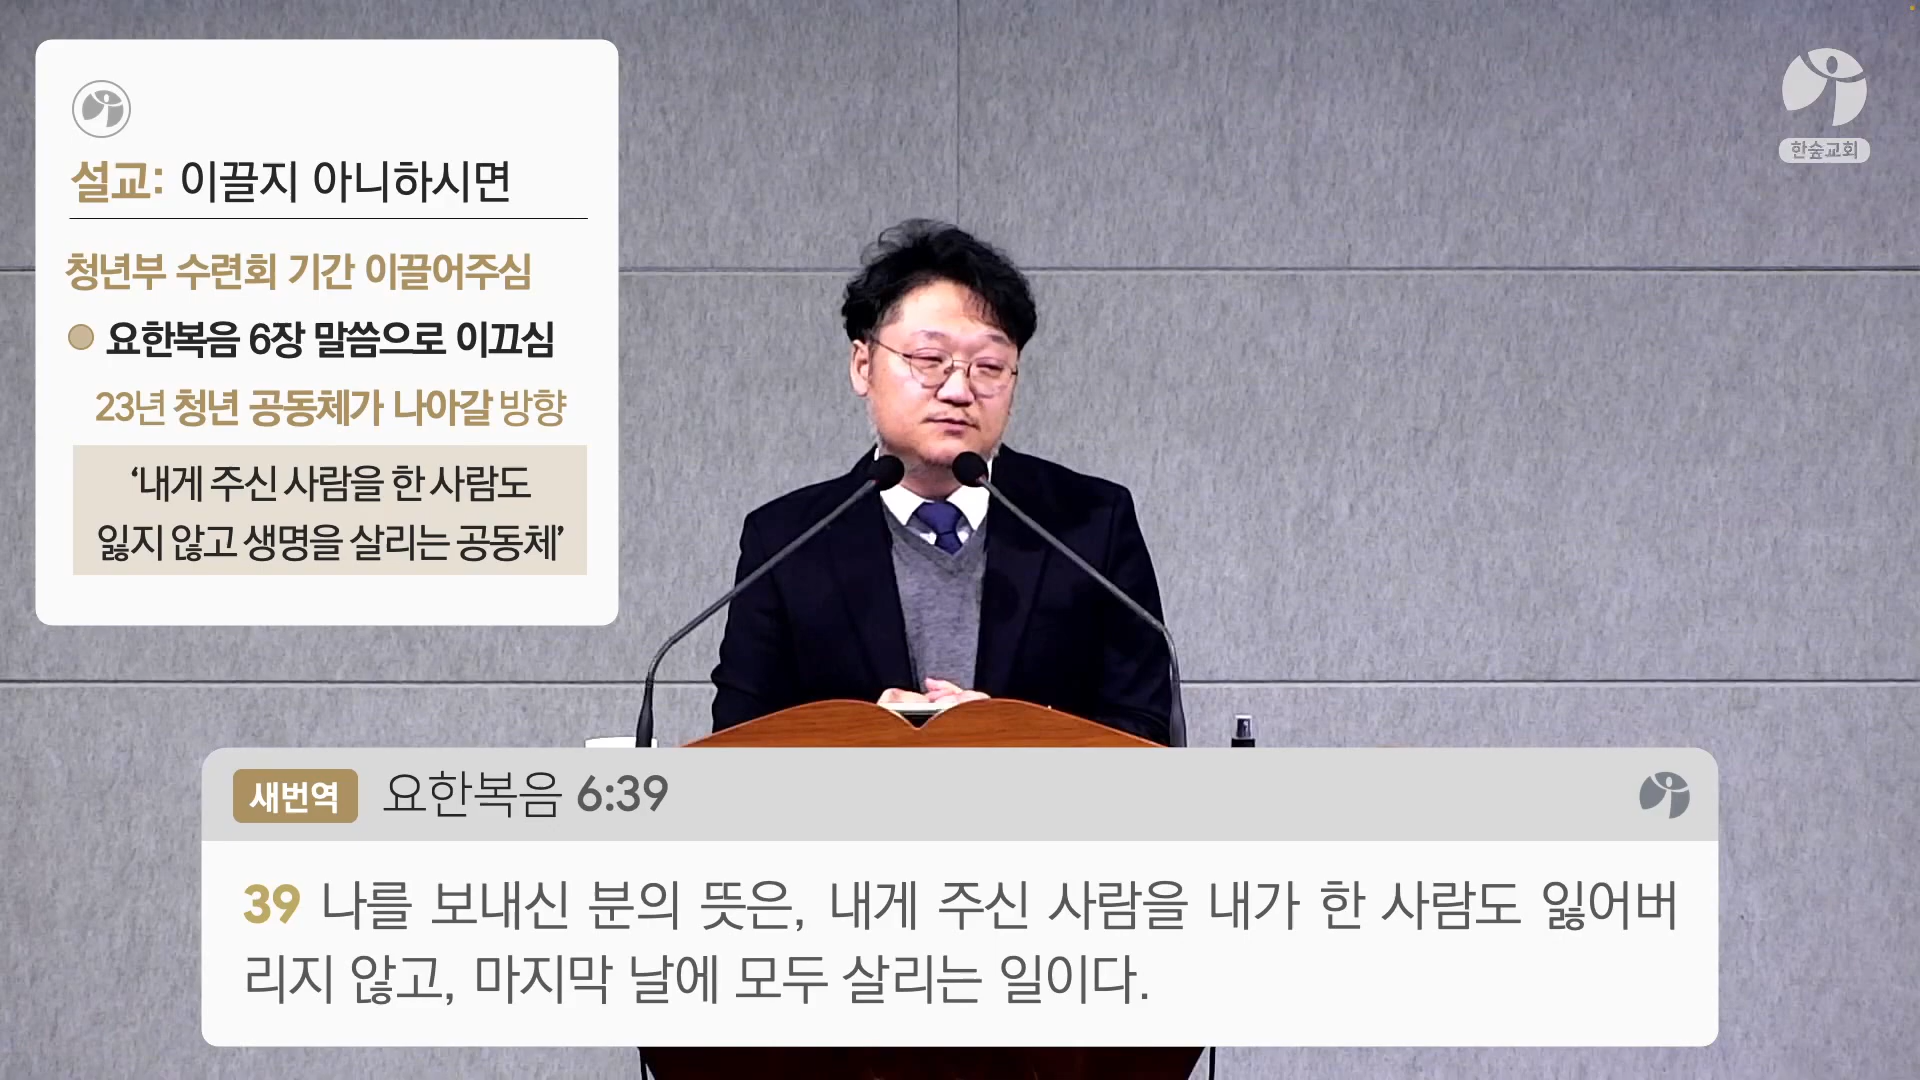 설교: 이끌지 아니하시면
청년부 수련회 기간 이끌어주심
요한복음 6장 말씀으로 이끄심
23년 청년 공동체가 나아갈 방향
‘내게 주신 사람을 한 사람도
잃지 않고 생명을 살리는 공동체’
한숲교회
새번역 요한복음 6:39
39 나를 보내신 분의 뜻은, 내게 주신 사람을 내가 한 사람도 잃어버
리지 않고, 마지막 날에 모두 살리는 일이다.